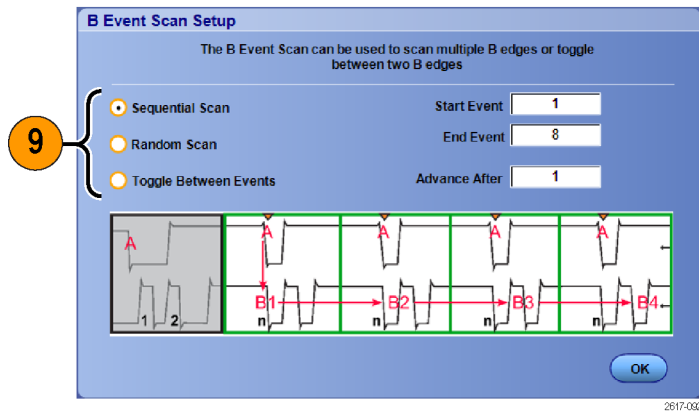 B Event Scan Setup
The B Event Scan can be used to scan multiple B edges or toggle
between two B edges
9
Sequential Scan
Start Event 1
Random Scan
End Event 8
Toggle Between Events
Advance After 1
A A A A A
B1 B2 B3 B4
1 2 n n n n
OK